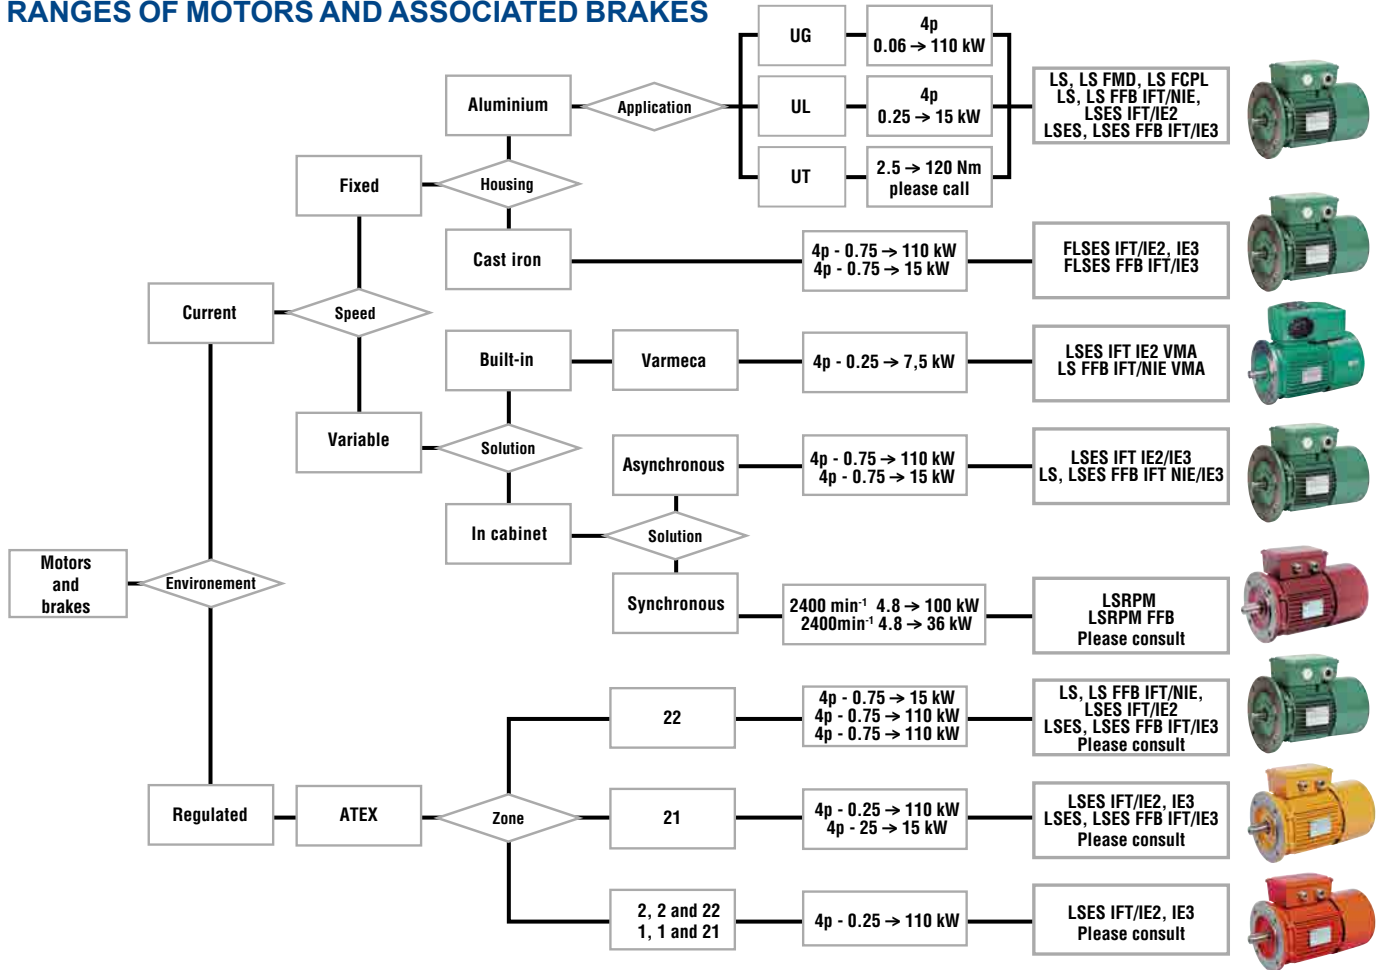 RANGES OF MOTORS AND ASSOCIATED BRAKES
UG
4p
0.06 → 110 kW
Aluminium
Application
UL
4p
0.25 → 15 kW
LS, LS FMD, LS FCPL
LS, LS FFB IFT/NIE,
LSES IFT/IE2
LSES, LSES FFB IFT/IE3
UT
2.5 → 120 Nm
please call
Fixed
Housing
Cast iron
4p - 0.75 → 110 kW
4p - 0.75 → 15 kW
FLSES IFT/IE2, IE3
FLSES FFB IFT/IE3
Current
Speed
Built-in
Varmeca
4p - 0.25 → 7,5 kW
LSES IFT IE2 VMA
LS FFB IFT/NIE VMA
Variable
Solution
Asynchronous
4p - 0.75 → 110 kW
4p - 0.75 → 15 kW
LSES IFT IE2/IE3
LS, LSES FFB IFT NIE/IE3
In cabinet
Solution
Motors
and
brakes
Environement
Synchronous
2400 min-1 4.8 → 100 kW
2400min-1 4.8 → 36 kW
LSRPM
LSRPM FFB
Please consult
22
4p - 0.75 → 15 kW
4p - 0.75 → 110 kW
4p - 0.75 → 110 kW
LS, LS FFB IFT/NIE,
LSES IFT/IE2
LSES, LSES FFB IFT/IE3
Please consult
Regulated
ATEX
Zone
21
4p - 0.25 → 110 kW
4p - 25 → 15 kW
LSES IFT/IE2, IE3
LSES, LSES FFB IFT/IE3
Please consult
2, 2 and 22
1, 1 and 21
4p - 0.25 → 110 kW
LSES IFT/IE2, IE3
Please consult